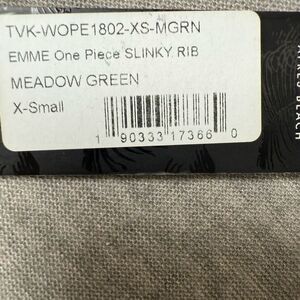 TVK-WOPE1802-XS-MGRN
EMME One Piece SLINKY RIB
MEADOW GREEN
X-Small
1 90333 17366 0